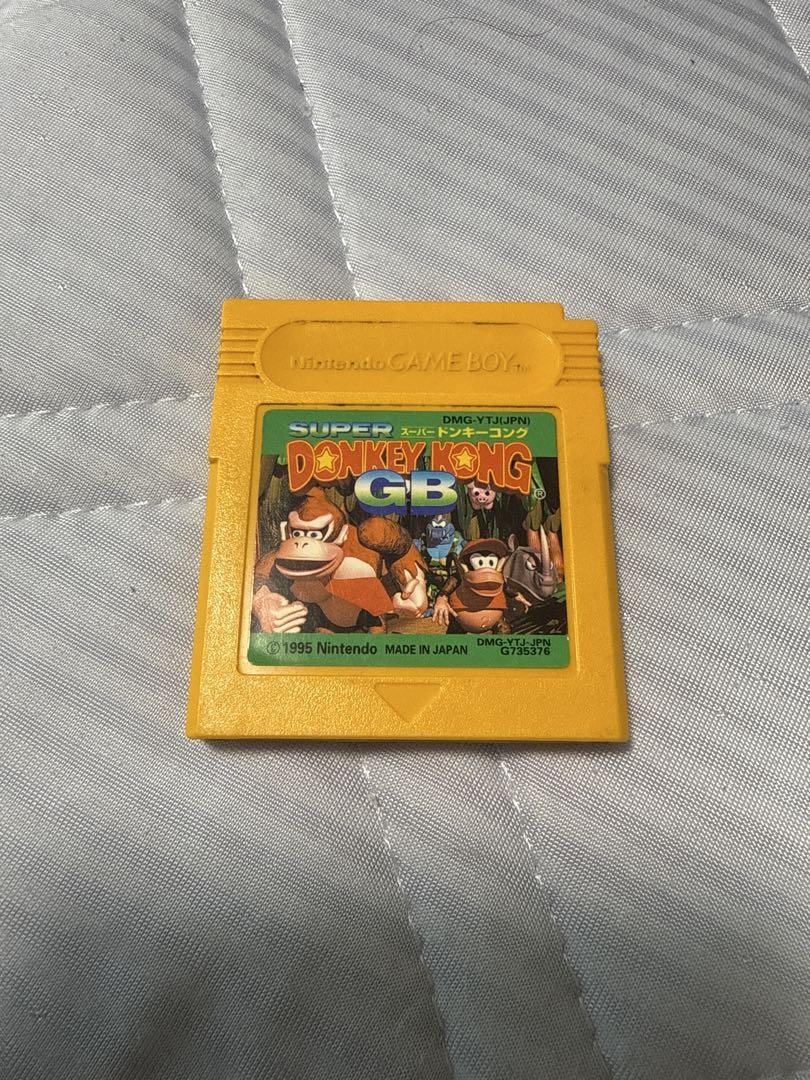 Nintendo GAME BOY TM
DMG-YTJ(JPN)
SUPER スーパードンキーコング
DONKEY KONG
GB ®
DMG-YTJ-JPN
©1995 Nintendo MADE IN JAPAN G735376